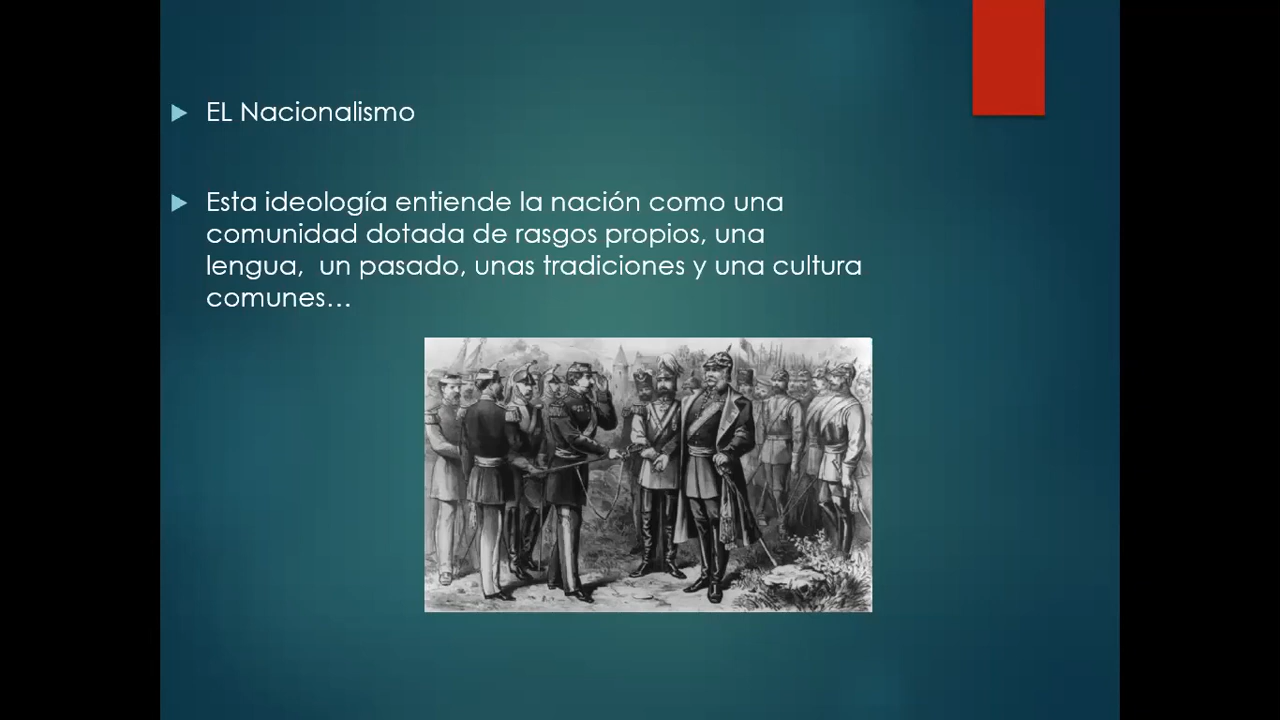 EL Nacionalismo
Esta ideología entiende la nación como una
comunidad dotada de rasgos propios, una
lengua, un pasado, unas tradiciones y una cultura
comunes...